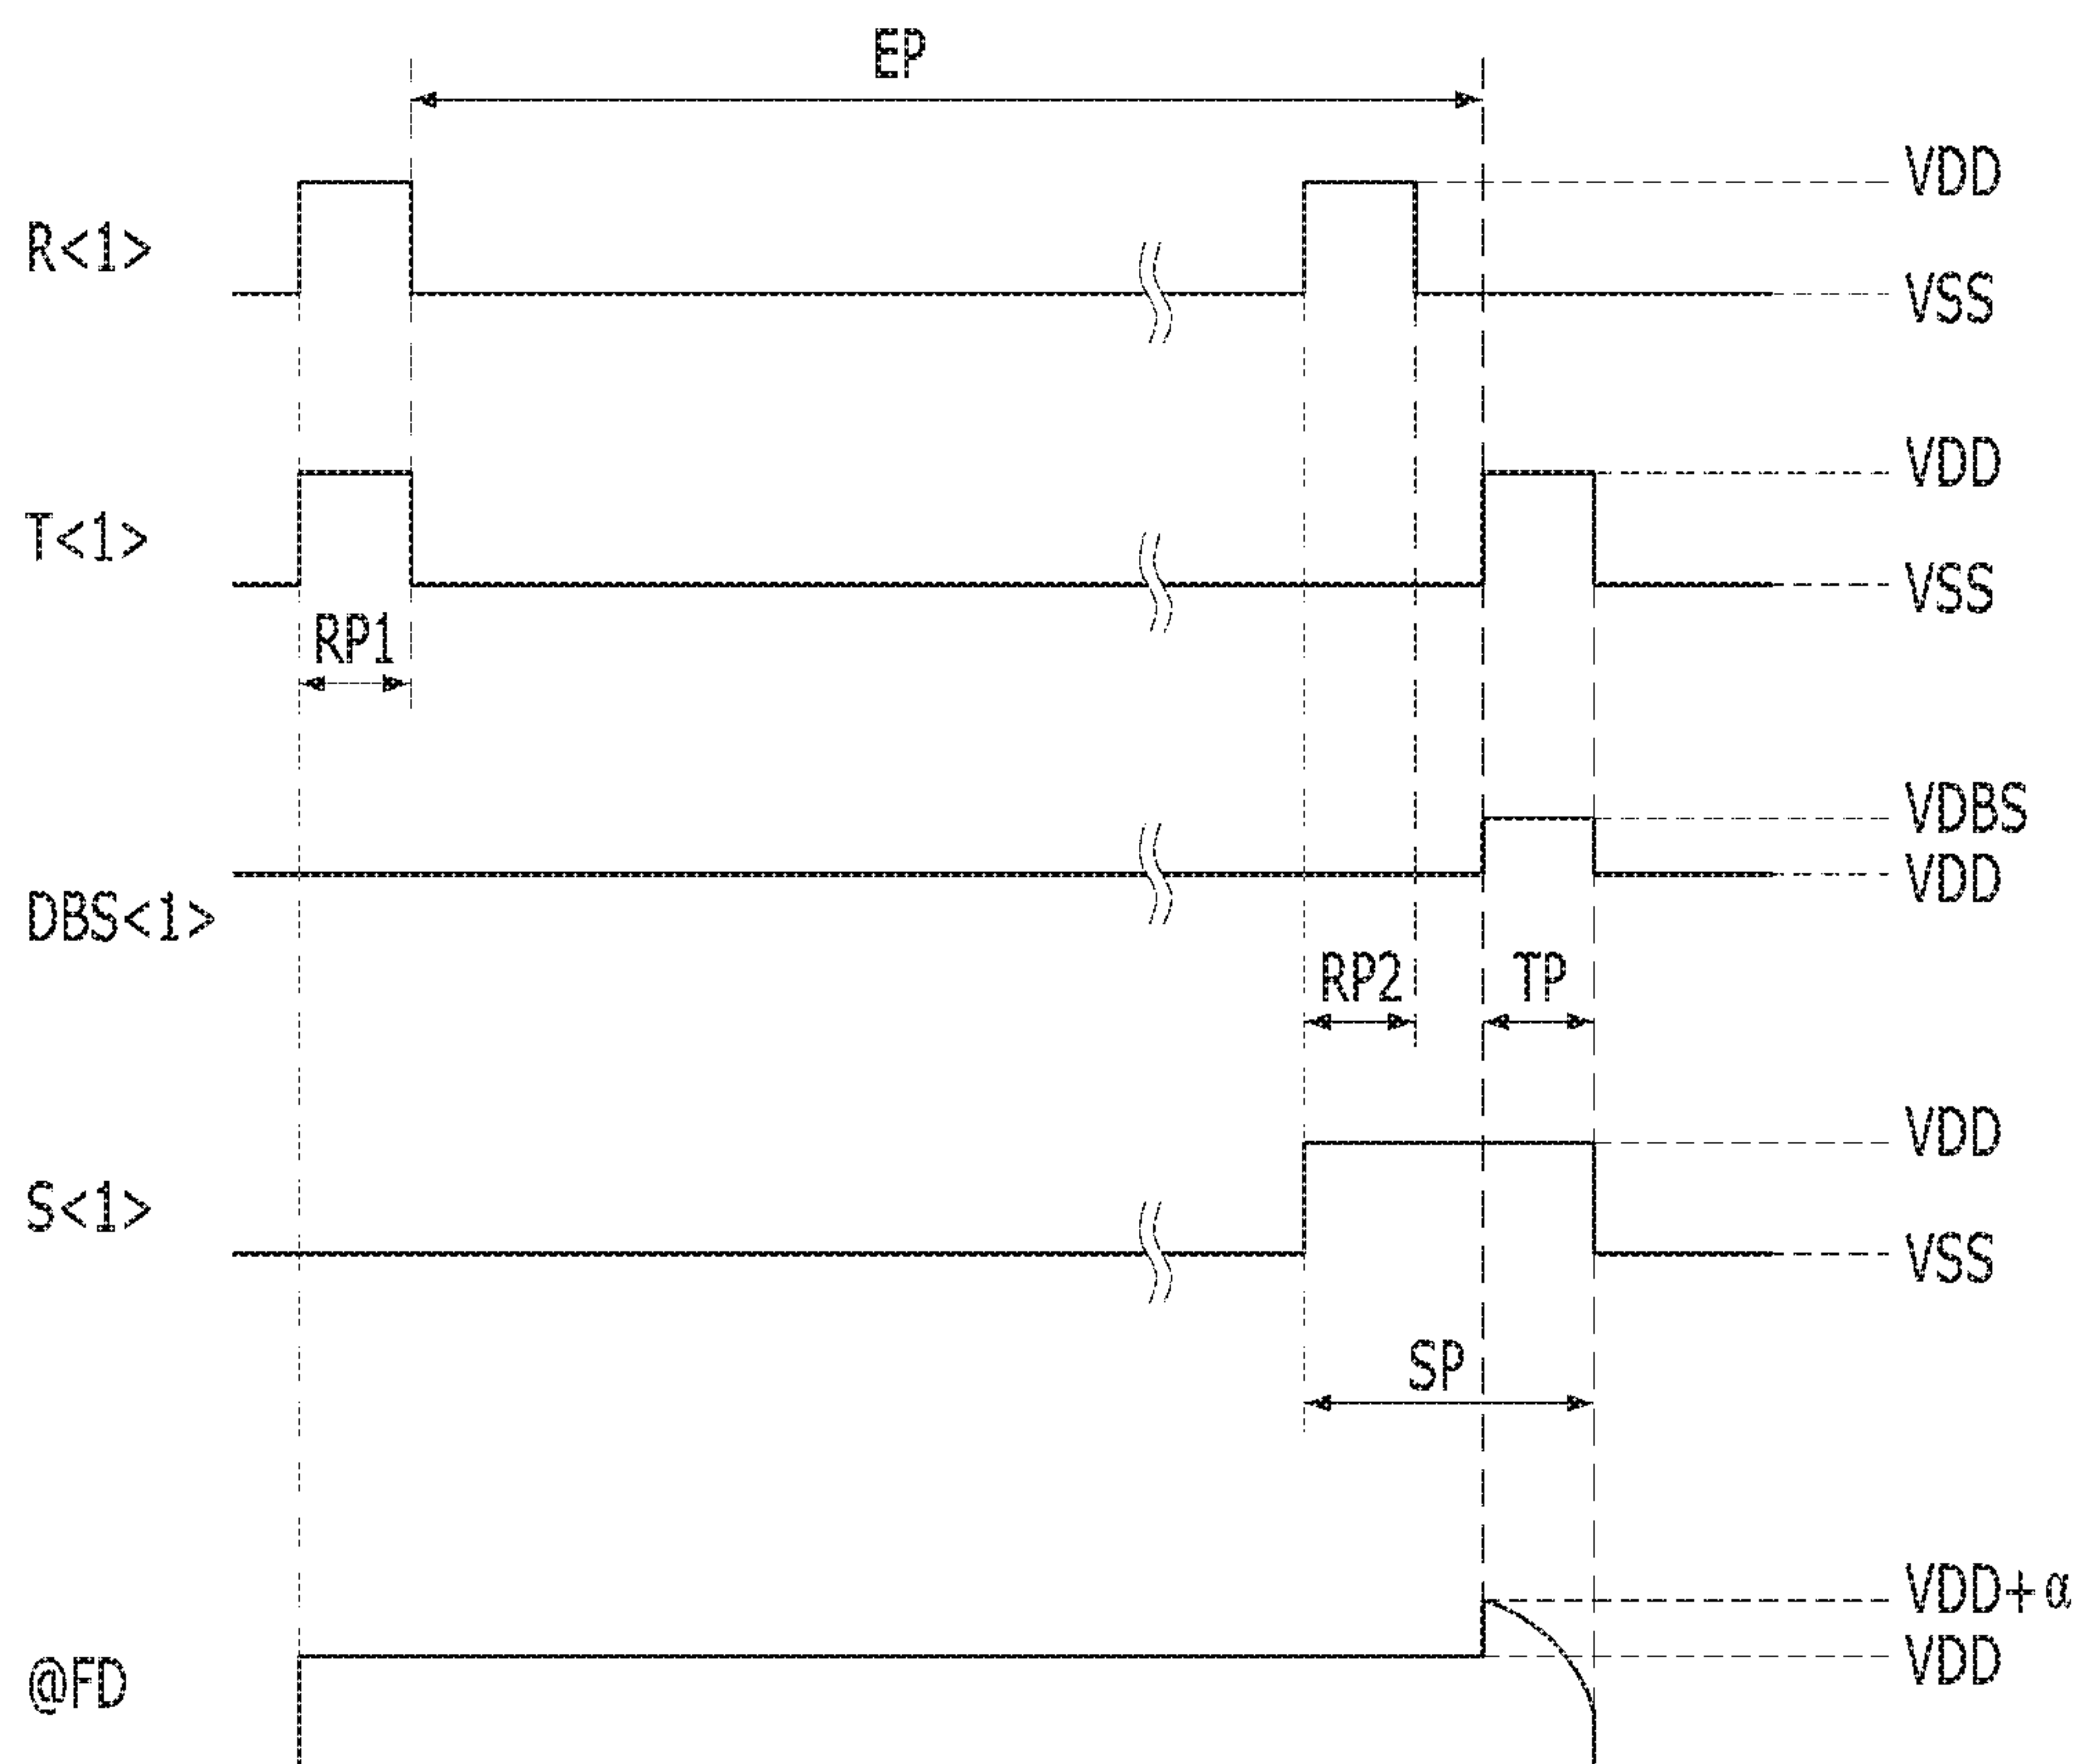 EP
VDD
R<1>
VSS
VDD
T<1>
VSS
RP1
VDBS
VDD
DBS<1>
RP2 TP
VDD
S<1>
VSS
SP
VDD+α
VDD
@FD